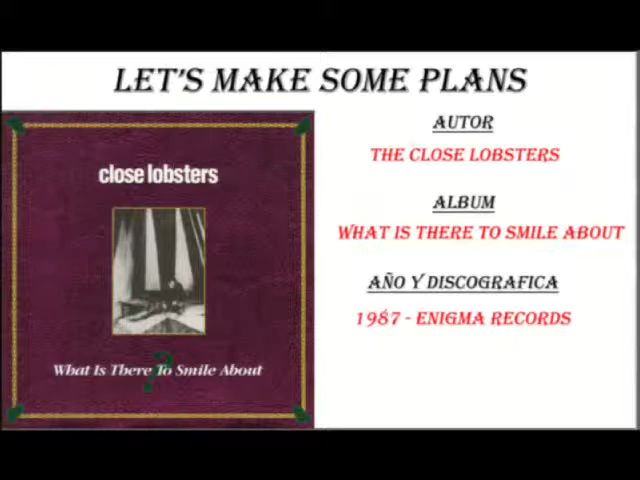 LET'S MAKE SOME PLANS
close lobsters
What Is There To Smile About
?
AUTOR
THE CLOSE LOBSTERS
ALBUM
WHAT IS THERE TO SMILE ABOUT
AÑO Y DISCOGRAFICA
1987 - ENIGMA RECORDS